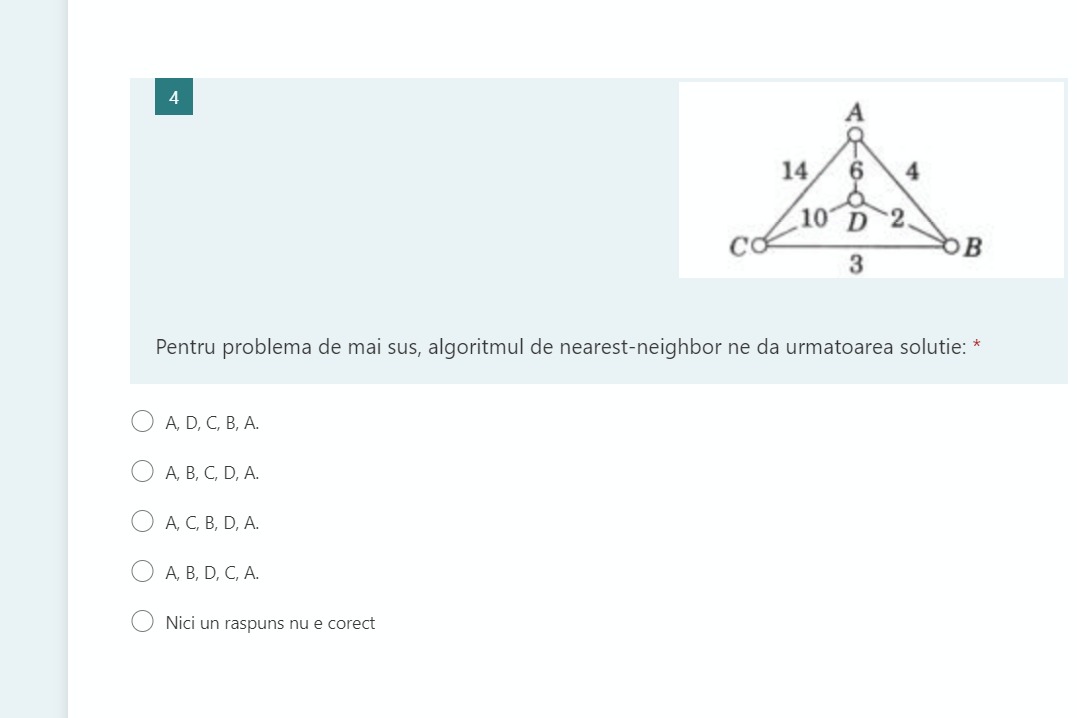 4
A
14 6 4
10 D 2
C B
3
Pentru problema de mai sus, algoritmul de nearest-neighbor ne da urmatoarea solutie: *
A, D, C, B, A.
A, B, C, D, A.
A, C, B, D, A.
A, B, D, C, A.
Nici un raspuns nu e corect